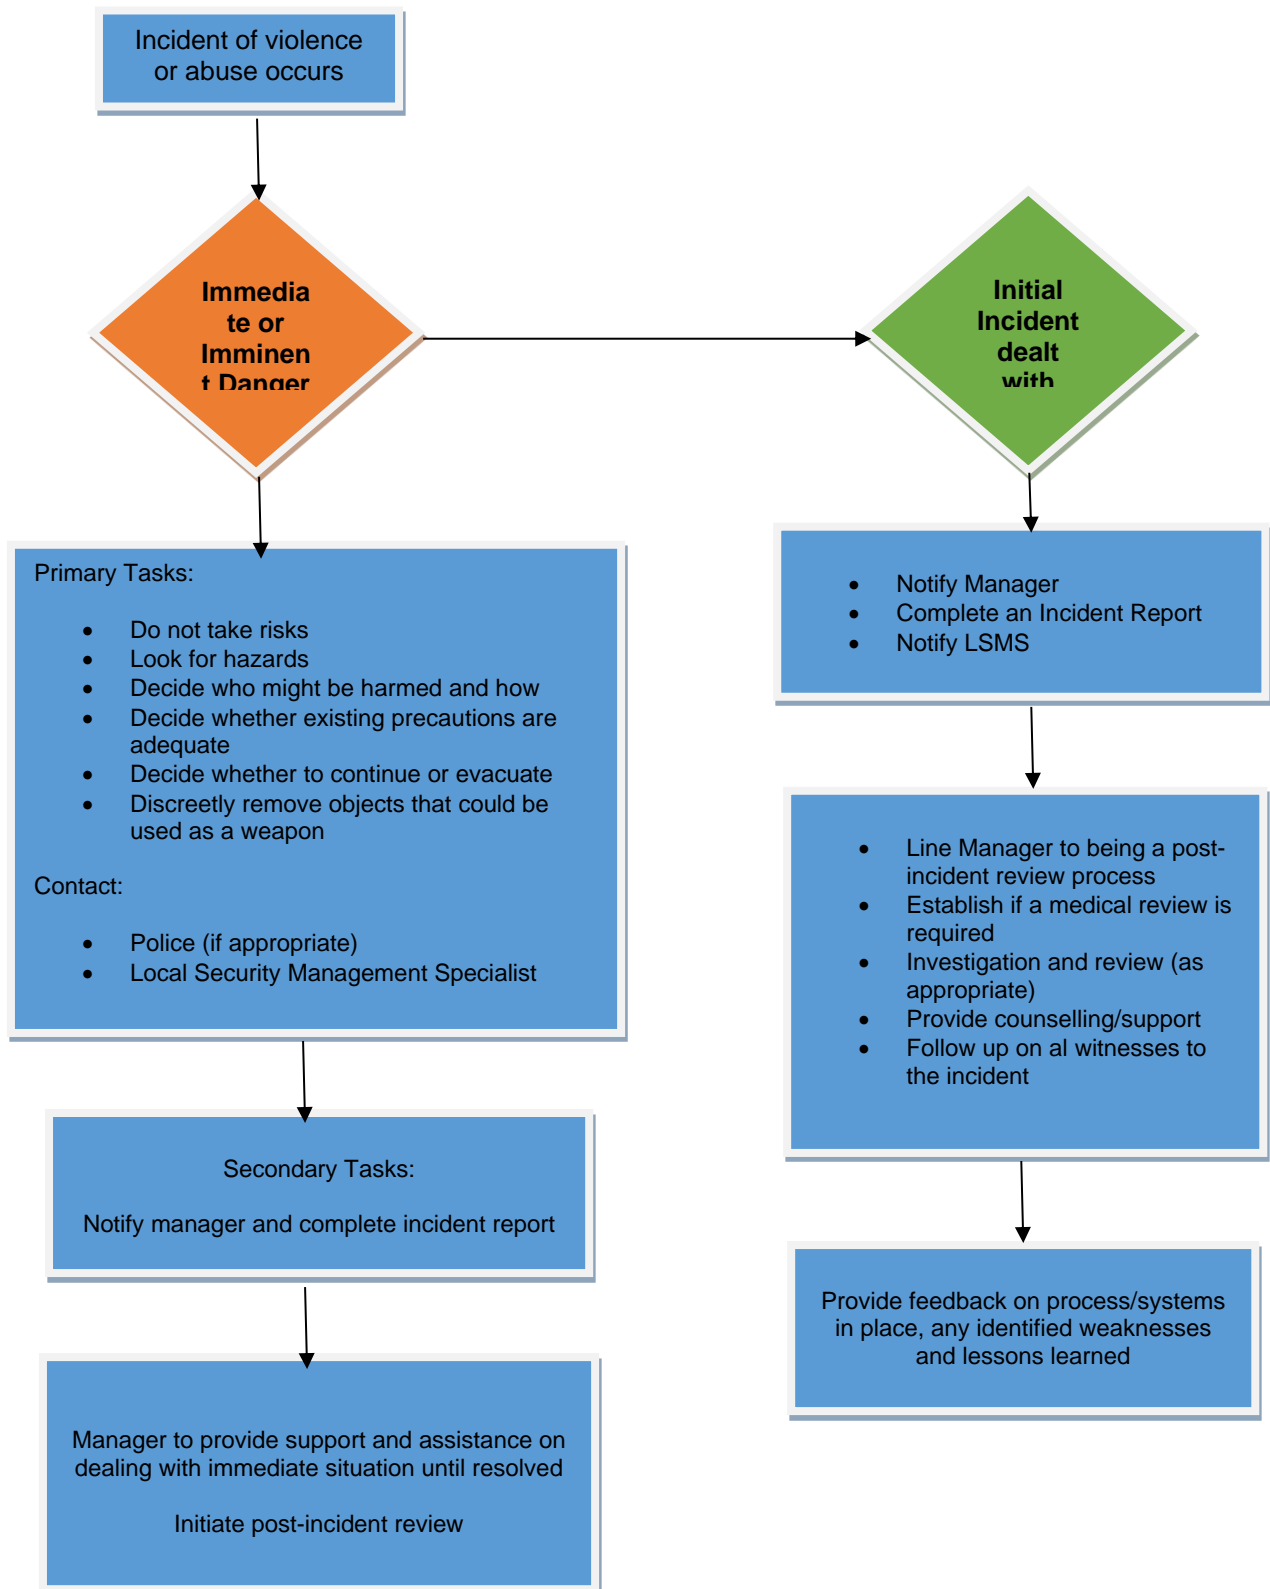 Incident of violence
or abuse occurs
Immedia
te or
Imminen
t Danger
Initial
Incident
dealt
with
Primary Tasks:
• Do not take risks
• Look for hazards
• Decide who might be harmed and how
• Decide whether existing precautions are
adequate
• Decide whether to continue or evacuate
• Discreetly remove objects that could be
used as a weapon
Contact:
• Police (if appropriate)
• Local Security Management Specialist
Secondary Tasks:
Notify manager and complete incident report
Manager to provide support and assistance on
dealing with immediate situation until resolved
Initiate post-incident review
• Notify Manager
• Complete an Incident Report
• Notify LSMS
• Line Manager to being a post-
incident review process
• Establish if a medical review is
required
• Investigation and review (as
appropriate)
• Provide counselling/support
• Follow up on al witnesses to
the incident
Provide feedback on process/systems
in place, any identified weaknesses
and lessons learned